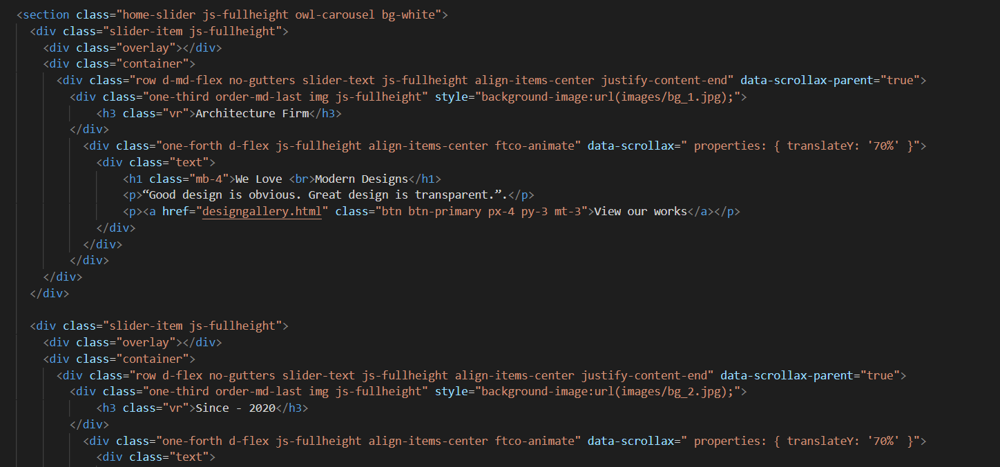 <section class="home-slider js-fullheight owl-carousel bg-white">
<div class="slider-item js-fullheight">
<div class="overlay"></div>
<div class="container">
<div class="row d-md-flex no-gutters slider-text js-fullheight align-items-center justify-content-end" data-scrollax-parent="true">
<div class="one-third order-md-last img js-fullheight" style="background-image:url(images/bg_1.jpg);">
<h3 class="vr">Architecture Firm</h3>
</div>
<div class="one-forth d-flex js-fullheight align-items-center ftco-animate" data-scrollax=" properties: { translateY: '70%' }">
<div class="text">
<h1 class="mb-4">We Love <br>Modern Designs</h1>
<p>“Good design is obvious. Great design is transparent.”.</p>
<p><a href="designgallery.html" class="btn btn-primary px-4 py-3 mt-3">View our works</a></p>
</div>
</div>
</div>
</div>
</div>
<div class="slider-item js-fullheight">
<div class="overlay"></div>
<div class="container">
<div class="row d-flex no-gutters slider-text js-fullheight align-items-center justify-content-end" data-scrollax-parent="true">
<div class="one-third order-md-last img js-fullheight" style="background-image:url(images/bg_2.jpg);">
<h3 class="vr">Since - 2020</h3>
</div>
<div class="one-forth d-flex js-fullheight align-items-center ftco-animate" data-scrollax=" properties: { translateY: '70%' }">
<div class="text">